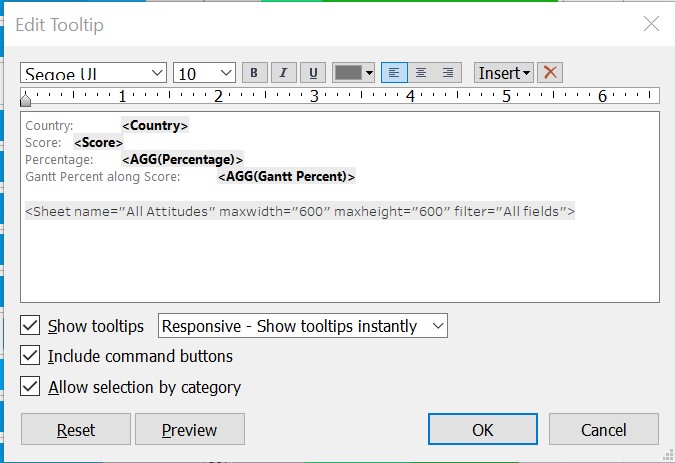 Edit Tooltip
Segoe UI 10 B I U Insert
1 2 3 4 5 6
Country: <Country>
Score: <Score>
Percentage: <AGG(Percentage)>
Gantt Percent along Score: <AGG(Gantt Percent)>
<Sheet name="All Attitudes" maxwidth="600" maxheight="600" filter="All fields">
Show tooltips Responsive - Show tooltips instantly
Include command buttons
Allow selection by category
Reset Preview OK Cancel